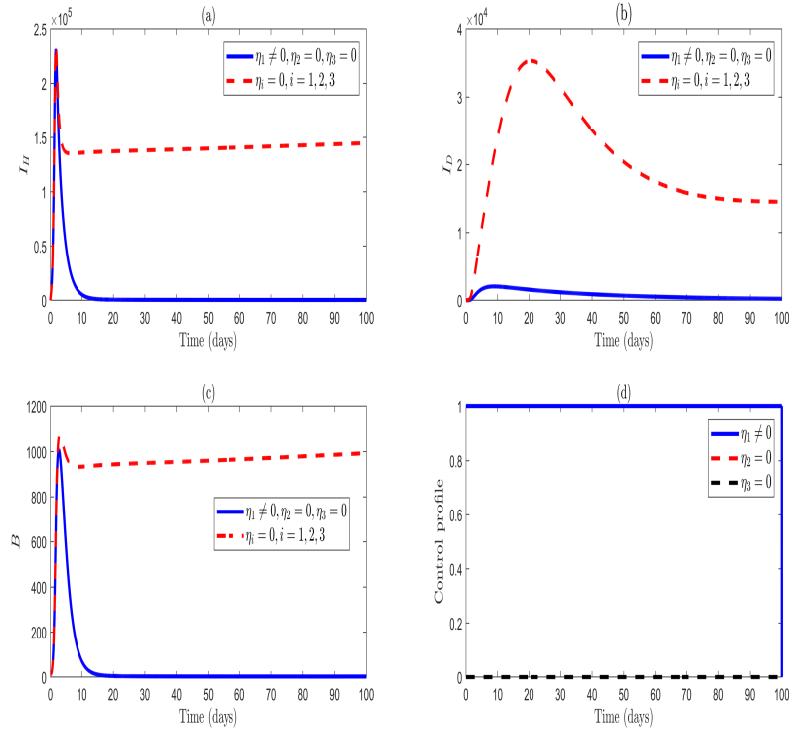 (a)
×10⁵
2.5
2
1.5
1
0.5
0
I_H
η₁ ≠ 0, η₂ = 0, η₃ = 0
ηᵢ = 0, i = 1, 2, 3
0 10 20 30 40 50 60 70 80 90 100
Time (days)
(b)
×10⁴
4
3
2
1
0
I_D
η₁ ≠ 0, η₂ = 0, η₃ = 0
ηᵢ = 0, i = 1, 2, 3
0 10 20 30 40 50 60 70 80 90 100
Time (days)
(c)
1200
1000
800
600
400
200
0
B
η₁ ≠ 0, η₂ = 0, η₃ = 0
ηᵢ = 0, i = 1, 2, 3
0 10 20 30 40 50 60 70 80 90 100
Time (days)
(d)
1
0.8
0.6
0.4
0.2
0
Control profile
η₁ ≠ 0
η₂ = 0
η₃ = 0
0 10 20 30 40 50 60 70 80 90 100
Time (days)